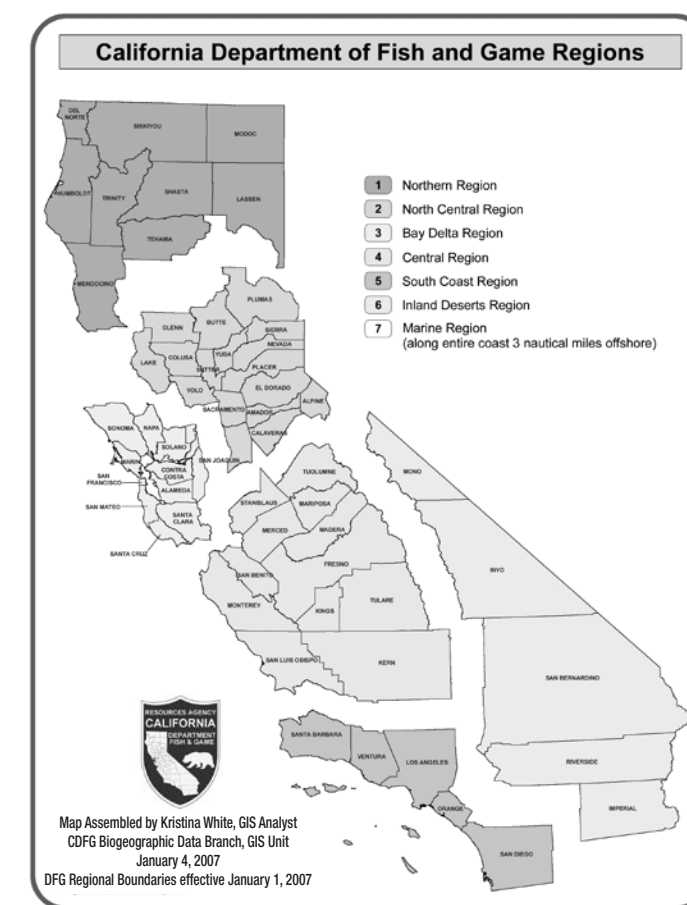 California Department of Fish and Game Regions
DEL
NORTE
SISKIYOU
MODOC
HUMBOLDT
TRINITY
SHASTA
LASSEN
TEHAMA
MENDOCINO
1 Northern Region
2 North Central Region
3 Bay Delta Region
4 Central Region
5 South Coast Region
6 Inland Deserts Region
7 Marine Region
(along entire coast 3 nautical miles offshore)
PLUMAS
GLENN
BUTTE
SIERRA
NEVADA
LAKE
COLUSA
YUBA
SUTTER
PLACER
YOLO
EL DORADO
SACRAMENTO
AMADOR
ALPINE
CALAVERAS
SAN JOAQUIN
SONOMA
NAPA
SOLANO
MARIN
CONTRA
COSTA
SAN
FRANCISCO
ALAMEDA
SAN MATEO
SANTA
CLARA
SANTA CRUZ
TUOLUMNE
MONO
STANISLAUS
MARIPOSA
MERCED
MADERA
FRESNO
INYO
SAN BENITO
MONTEREY
KINGS
TULARE
SAN LUIS OBISPO
KERN
SAN BERNARDINO
SANTA BARBARA
VENTURA
LOS ANGELES
RIVERSIDE
ORANGE
IMPERIAL
SAN DIEGO
RESOURCES AGENCY
CALIFORNIA
DEPARTMENT
FISH & GAME
Map Assembled by Kristina White, GIS Analyst
CDFG Biogeographic Data Branch, GIS Unit
January 4, 2007
DFG Regional Boundaries effective January 1, 2007